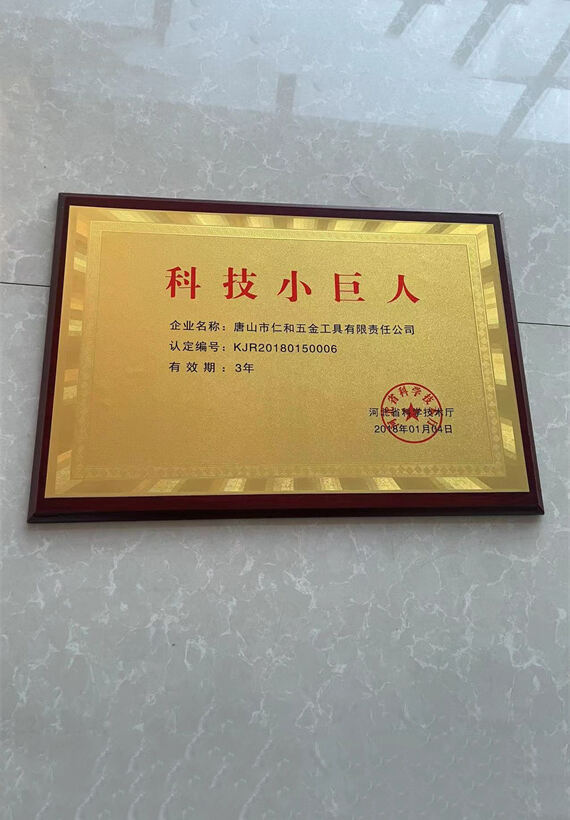 科技小巨人
企业名称：唐山市仁和五金工具有限责任公司
认定编号：KJR20180150006
有效期：3年
河北省科学技术厅
2018年01月04日